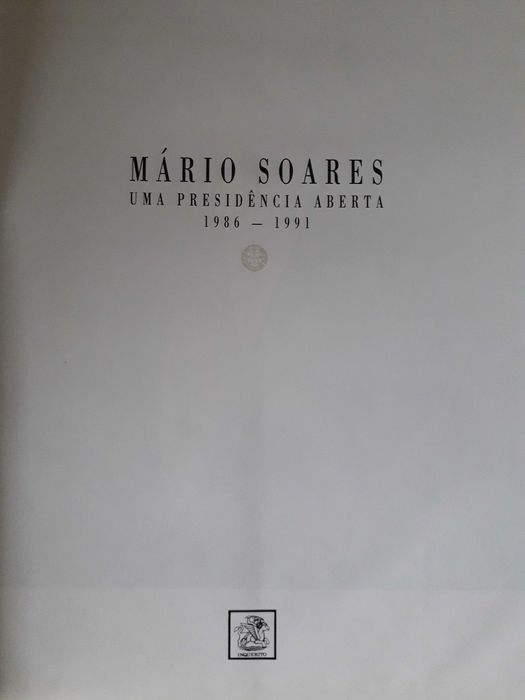 MÁRIO SOARES
UMA PRESIDÊNCIA ABERTA
1986 — 1991
INQUÉRITO